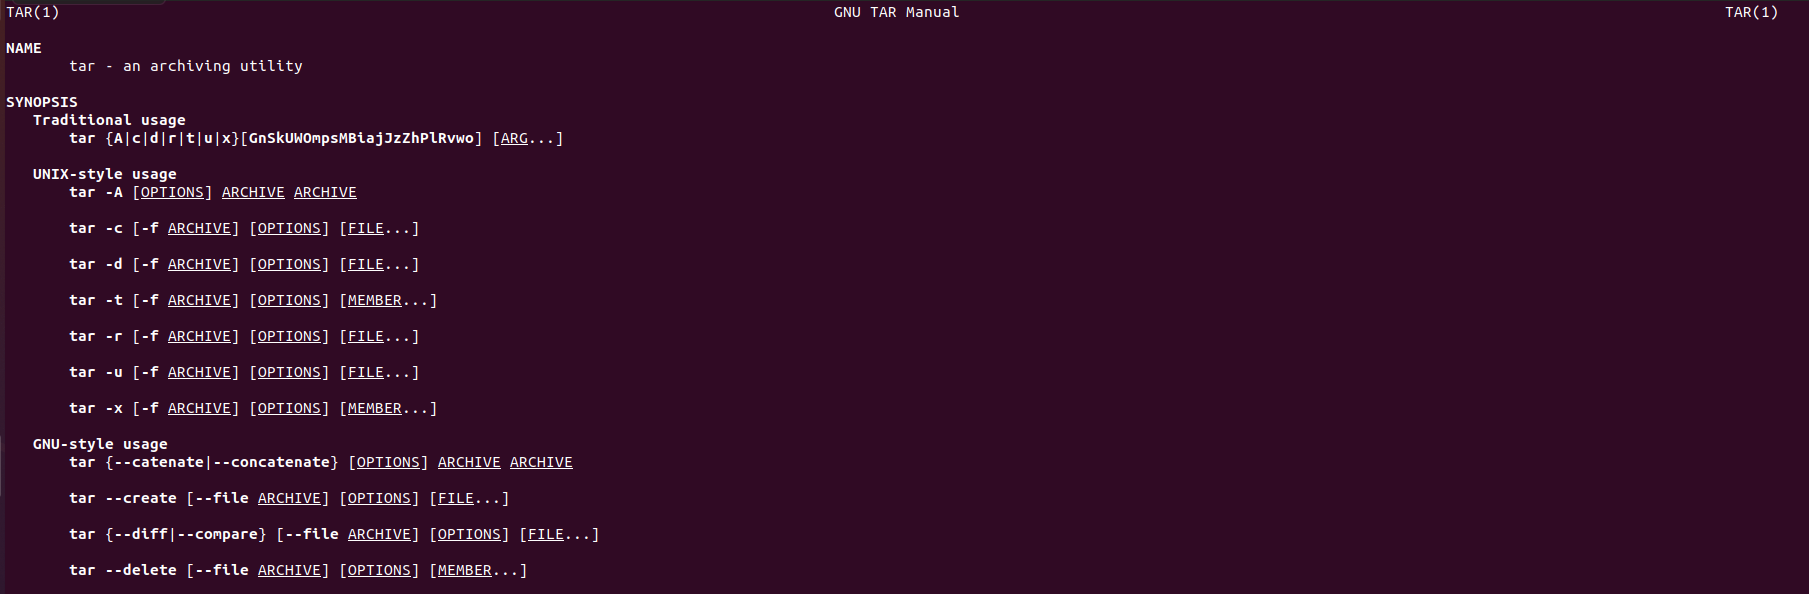 TAR(1) GNU TAR Manual TAR(1)
NAME
tar - an archiving utility
SYNOPSIS
Traditional usage
tar {A|c|d|r|t|u|x}[GnSkUWOmpsMBiajJzZhPlRvwo] [ARG...]
UNIX-style usage
tar -A [OPTIONS] ARCHIVE ARCHIVE
tar -c [-f ARCHIVE] [OPTIONS] [FILE...]
tar -d [-f ARCHIVE] [OPTIONS] [FILE...]
tar -t [-f ARCHIVE] [OPTIONS] [MEMBER...]
tar -r [-f ARCHIVE] [OPTIONS] [FILE...]
tar -u [-f ARCHIVE] [OPTIONS] [FILE...]
tar -x [-f ARCHIVE] [OPTIONS] [MEMBER...]
GNU-style usage
tar {--catenate|--concatenate} [OPTIONS] ARCHIVE ARCHIVE
tar --create [--file ARCHIVE] [OPTIONS] [FILE...]
tar {--diff|--compare} [--file ARCHIVE] [OPTIONS] [FILE...]
tar --delete [--file ARCHIVE] [OPTIONS] [MEMBER...]